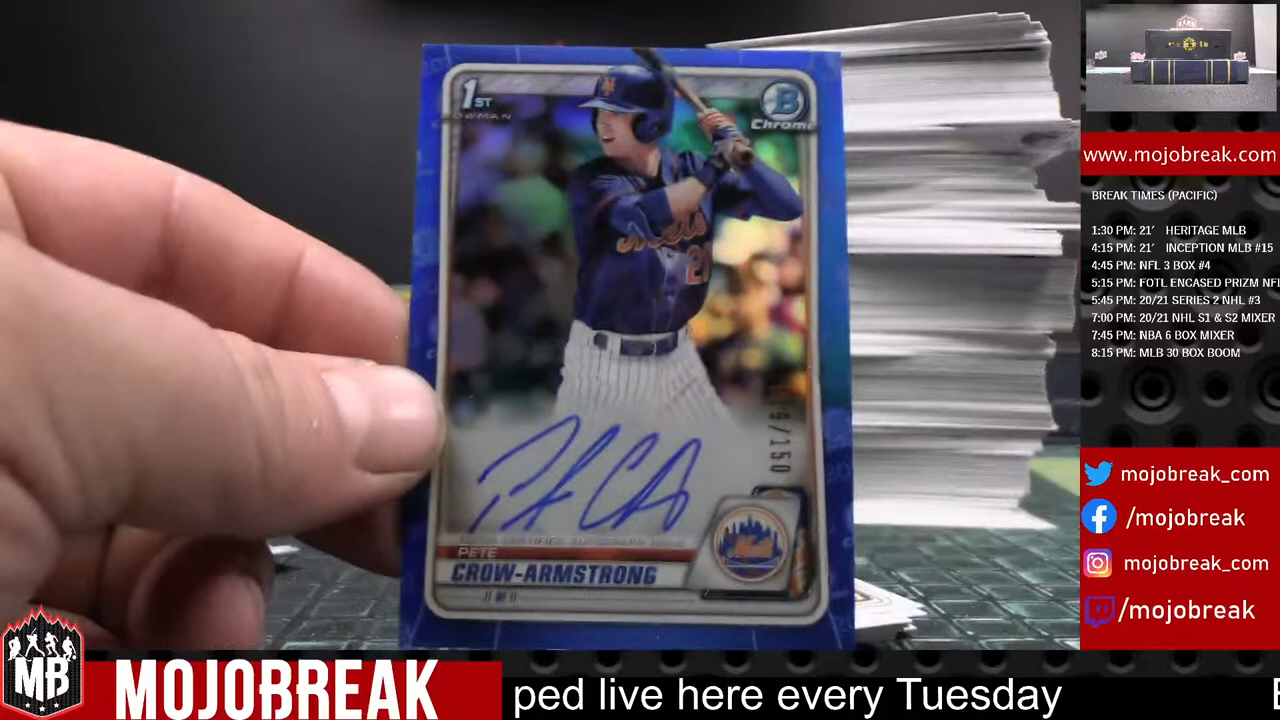 1ST
OWMAN
B
Chrome
Mets
/150
PETE
CROW-ARMSTRONG
www.mojobreak.com
BREAK TIMES (PACIFIC)
1:30 PM: 21' HERITAGE MLB
4:15 PM: 21' INCEPTION MLB #15
4:45 PM: NFL 3 BOX #4
5:15 PM: FOTL ENCASED PRIZM NFL
5:45 PM: 20/21 SERIES 2 NHL #3
7:00 PM: 20/21 NHL S1 & S2 MIXER
7:45 PM: NBA 6 BOX MIXER
8:15 PM: MLB 30 BOX BOOM
mojobreak_com
/mojobreak
mojobreak_com
/mojobreak
MB
MOJOBREAK
ped live here every Tuesday